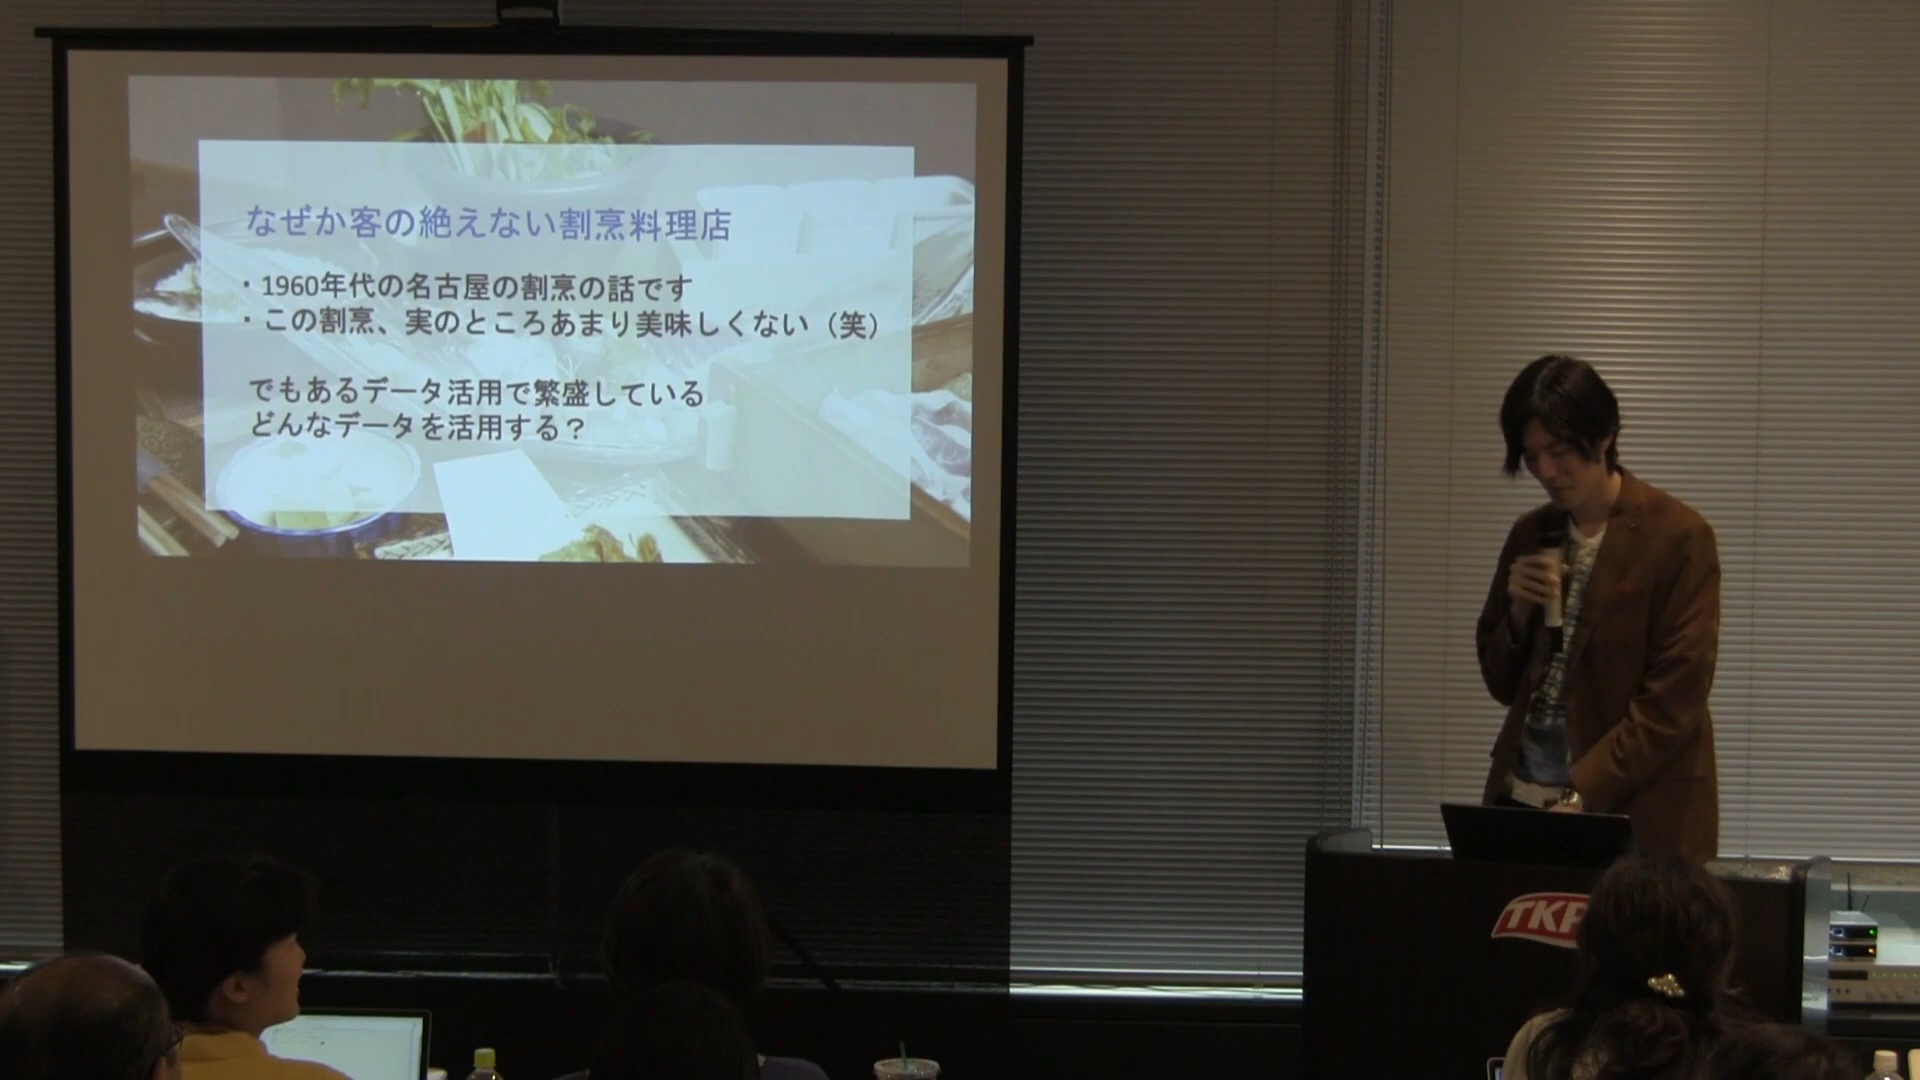 なぜか客の絶えない割烹料理店
・1960年代の名古屋の割烹の話です
・この割烹、実のところあまり美味しくない（笑）
でもあるデータ活用で繁盛している
どんなデータを活用する？
TKP